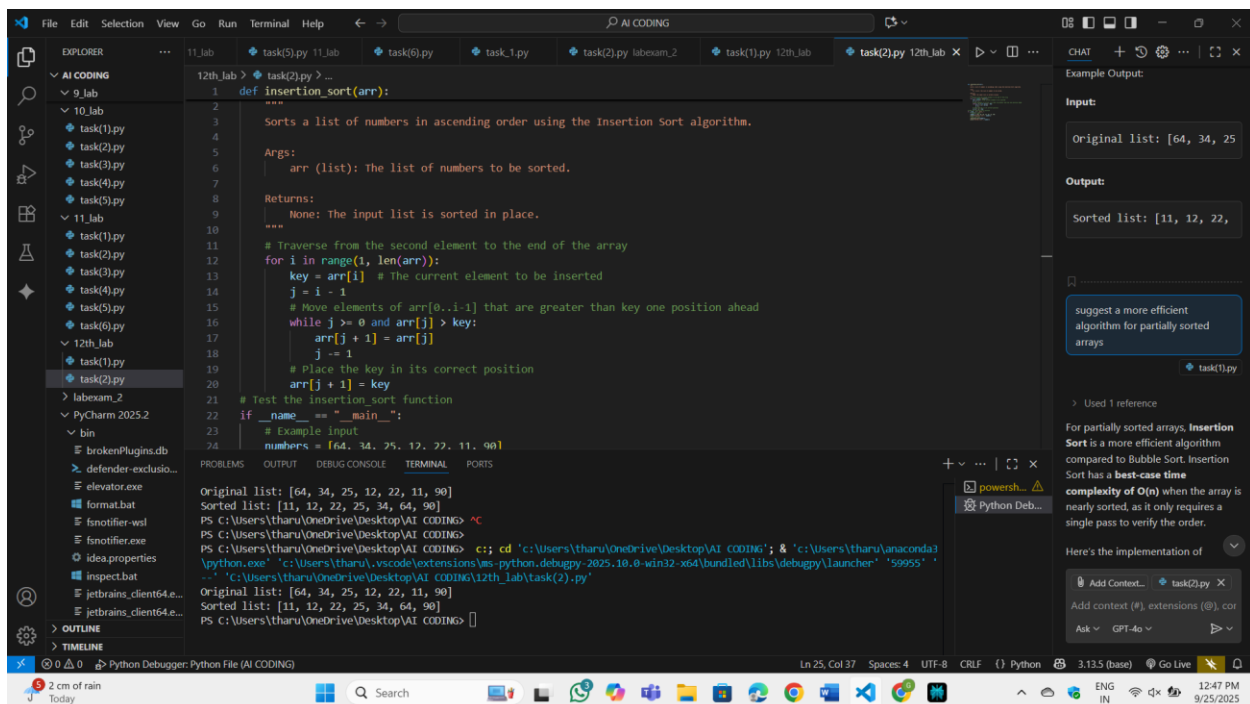 File Edit Selection View Go Run Terminal Help
AI CODING
EXPLORER
11_lab
task(5).py 11_lab
task(6).py
task_1.py
task(2).py labexam_2
task(1).py 12th_lab
task(2).py 12th_lab
CHAT
AI CODING
9_lab
10_lab
task(1).py
task(2).py
task(3).py
task(4).py
task(5).py
11_lab
task(1).py
task(2).py
task(3).py
task(4).py
task(5).py
task(6).py
12th_lab
task(1).py
task(2).py
labexam_2
PyCharm 2025.2
bin
brokenPlugins.db
defender-exclusio...
elevator.exe
format.bat
fsnotifier-wsl
fsnotifier.exe
idea.properties
inspect.bat
jetbrains_client64.e...
jetbrains_client64.e...
OUTLINE
TIMELINE
12th_lab > task(2).py > ...
1 def insertion_sort(arr):
2 """
3 Sorts a list of numbers in ascending order using the Insertion Sort algorithm.
4
5 Args:
6 arr (list): The list of numbers to be sorted.
7
8 Returns:
9 None: The input list is sorted in place.
10 """
11 # Traverse from the second element to the end of the array
12 for i in range(1, len(arr)):
13 key = arr[i] # The current element to be inserted
14 j = i - 1
15 # Move elements of arr[0..i-1] that are greater than key one position ahead
16 while j >= 0 and arr[j] > key:
17 arr[j + 1] = arr[j]
18 j -= 1
19 # Place the key in its correct position
20 arr[j + 1] = key
21 # Test the insertion_sort function
22 if __name__ == "__main__":
23 # Example input
24 numbers = [64, 34, 25, 12, 22, 11, 90]
PROBLEMS OUTPUT DEBUG CONSOLE TERMINAL PORTS
Original list: [64, 34, 25, 12, 22, 11, 90]
Sorted list: [11, 12, 22, 25, 34, 64, 90]
PS C:\Users\tharu\OneDrive\Desktop\AI CODING> ^C
PS C:\Users\tharu\OneDrive\Desktop\AI CODING>
PS C:\Users\tharu\OneDrive\Desktop\AI CODING> c:; cd 'c:\Users\tharu\OneDrive\Desktop\AI CODING'; & 'c:\Users\tharu\anaconda3
\python.exe' 'c:\Users\tharu\.vscode\extensions\ms-python.debugpy-2025.10.0-win32-x64\bundled\libs\debugpy\launcher' '59955' '
--' 'C:\Users\tharu\OneDrive\Desktop\AI CODING\12th_lab\task(2).py'
Original list: [64, 34, 25, 12, 22, 11, 90]
Sorted list: [11, 12, 22, 25, 34, 64, 90]
PS C:\Users\tharu\OneDrive\Desktop\AI CODING>
powersh...
Python Deb...
Example Output:
Input:
Original list: [64, 34, 25
Output:
Sorted list: [11, 12, 22,
suggest a more efficient
algorithm for partially sorted
arrays
task(1).py
Used 1 reference
For partially sorted arrays, Insertion
Sort is a more efficient algorithm
compared to Bubble Sort. Insertion
Sort has a best-case time
complexity of O(n) when the array is
nearly sorted, as it only requires a
single pass to verify the order.
Here's the implementation of
Add Context...
task(2).py
Add context (#), extensions (@), cor
Ask GPT-4o
0 0 Python Debugger: Python File (AI CODING)
Ln 25, Col 37 Spaces: 4 UTF-8 CRLF {} Python 3.13.5 (base) Go Live
5
2 cm of rain
Today
Search
3
ENG
IN
12:47 PM
9/25/2025